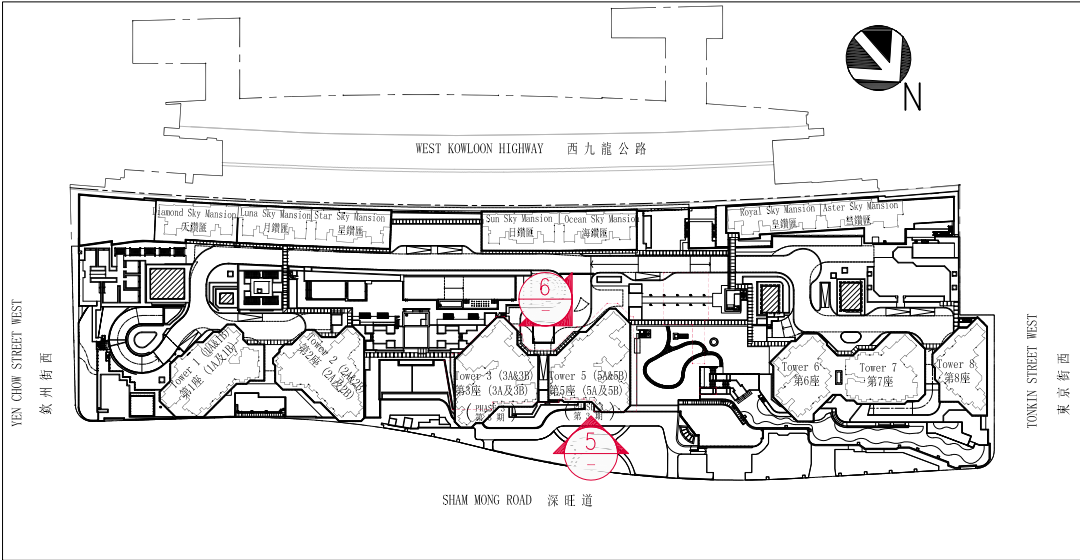 N
WEST KOWLOON HIGHWAY 西九龍公路
Diamond Sky Mansion
天鑽匯
Luna Sky Mansion
月鑽匯
Star Sky Mansion
星鑽匯
Sun Sky Mansion
日鑽匯
Ocean Sky Mansion
海鑽匯
Royal Sky Mansion
皇鑽匯
Aster Sky Mansion
昌鑽匯
6
YEN CHOW STREET WEST
欽州街西
TONKIN STREET WEST
東京街西
Tower 1 (1A&1B)
第1座 (1A及1B)
Tower 2 (2A&2B)
第2座 (2A及2B)
Tower 3 (3A&3B)
第3座 (3A及3B)
Tower 5 (5A&5B)
第5座 (5A及5B)
Tower 6
第6座
Tower 7
第7座
Tower 8
第8座
5
SHAM MONG ROAD 深旺道